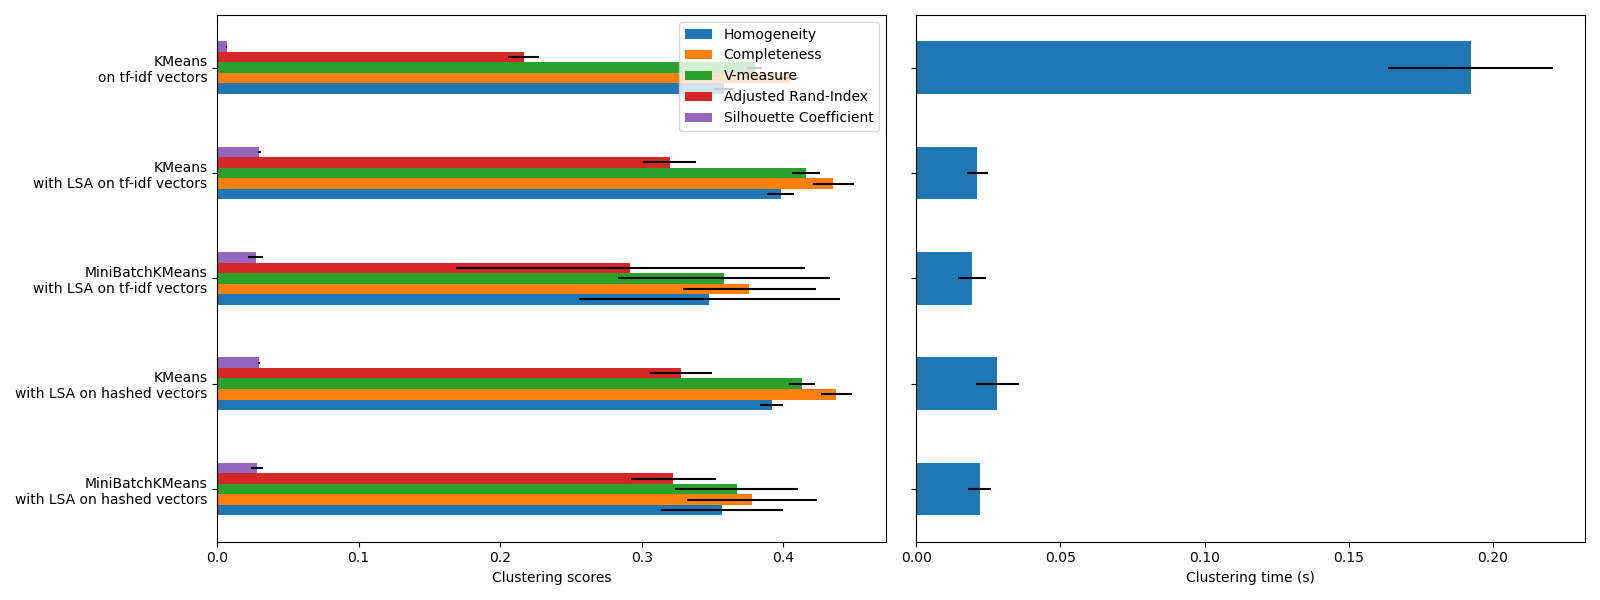 KMeans
on tf-idf vectors
KMeans
with LSA on tf-idf vectors
MiniBatchKMeans
with LSA on tf-idf vectors
KMeans
with LSA on hashed vectors
MiniBatchKMeans
with LSA on hashed vectors
Homogeneity
Completeness
V-measure
Adjusted Rand-Index
Silhouette Coefficient
0.0 0.1 0.2 0.3 0.4
Clustering scores
0.00 0.05 0.10 0.15 0.20
Clustering time (s)